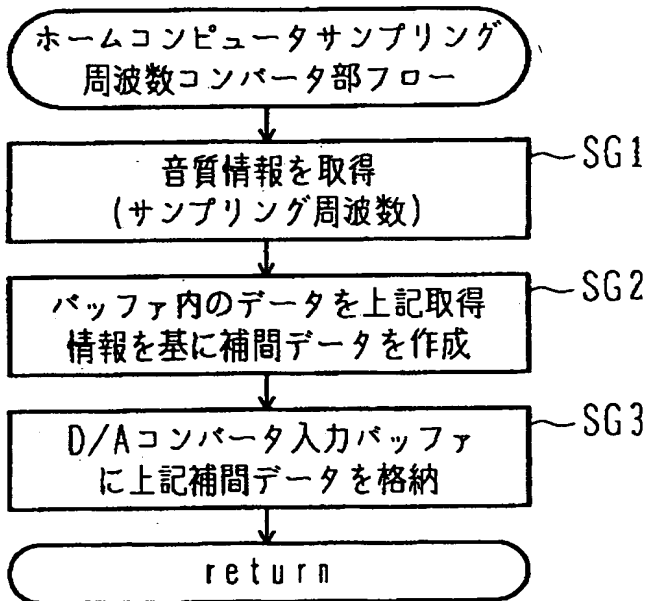 ホームコンピュータサンプリング
周波数コンバータ部フロー
音質情報を取得
(サンプリング周波数)
SG1
バッファ内のデータを上記取得
情報を基に補間データを作成
SG2
D/Aコンバータ入力バッファ
に上記補間データを格納
SG3
return